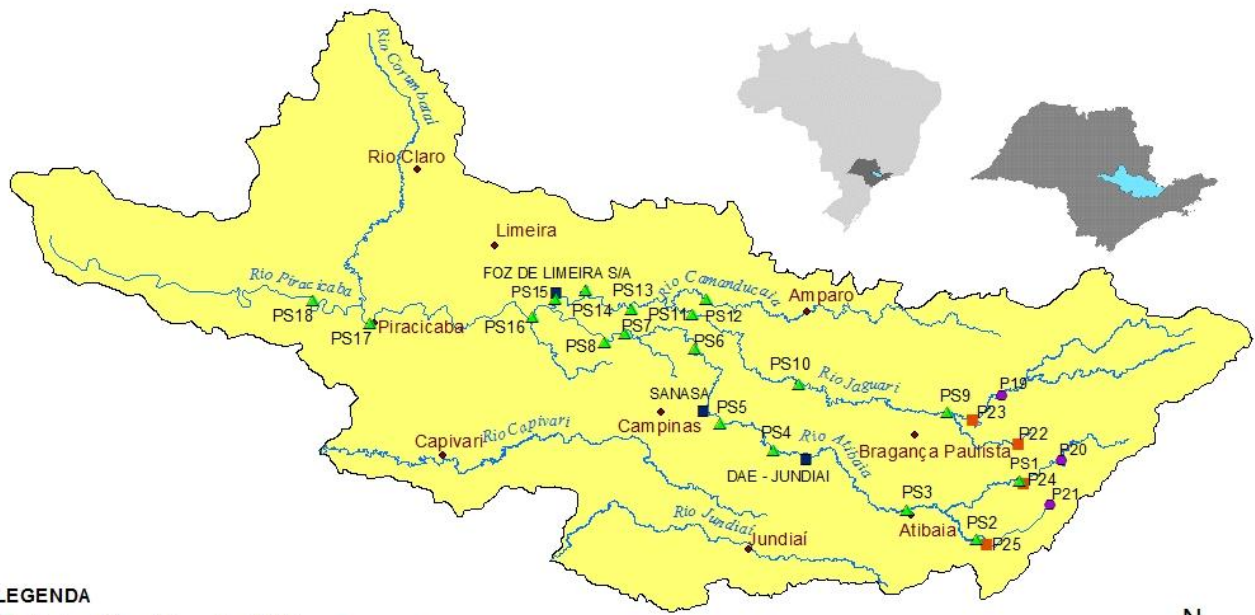 Rio Corumbataí
Rio Claro
Limeira
FOZ DE LIMEIRA S/A
Rio Camanducaia
Amparo
Rio Piracicaba
PS18
PS17
Piracicaba
PS16
PS15
PS14
PS13
PS11
PS12
PS8
PS7
PS6
PS10
Rio Jaguari
PS9
P19
P23
P22
P20
PS1
P24
P21
SANASA
Campinas
PS5
PS4
Rio Atibaia
Bragança Paulista
DAE - JUNDIAI
Capivari
Rio Capivari
PS3
Atibaia
PS2
P25
Rio Jundiaí
Jundiaí
LEGENDA
N